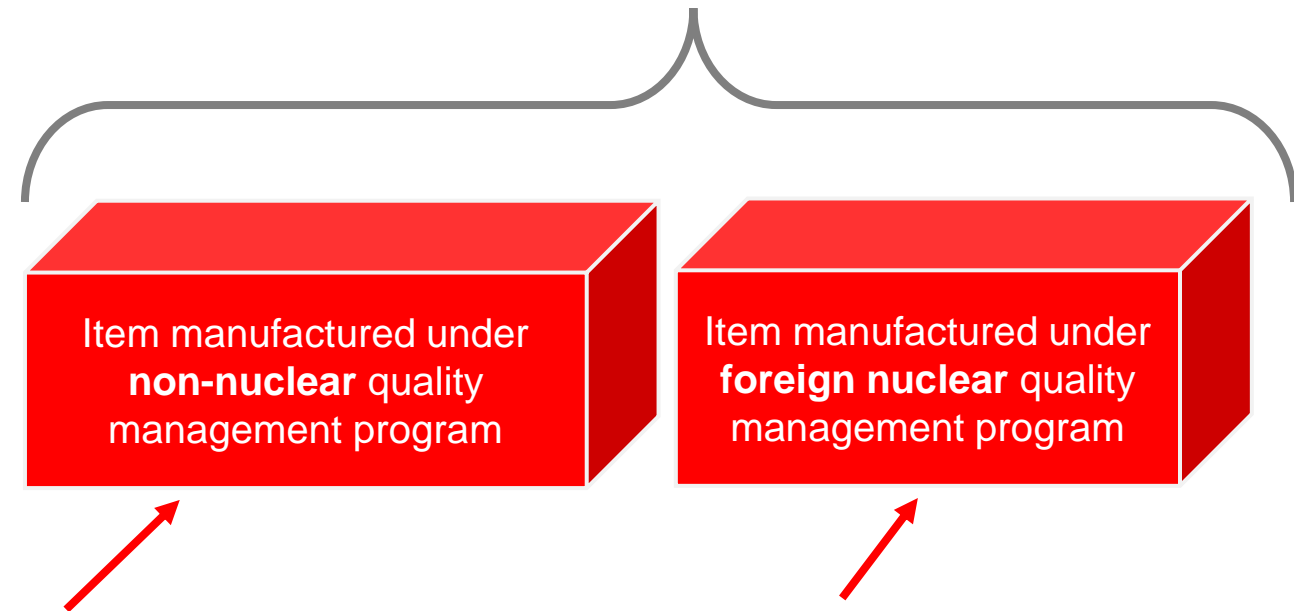 Item manufactured under
non-nuclear quality
management program
Item manufactured under
foreign nuclear quality
management program